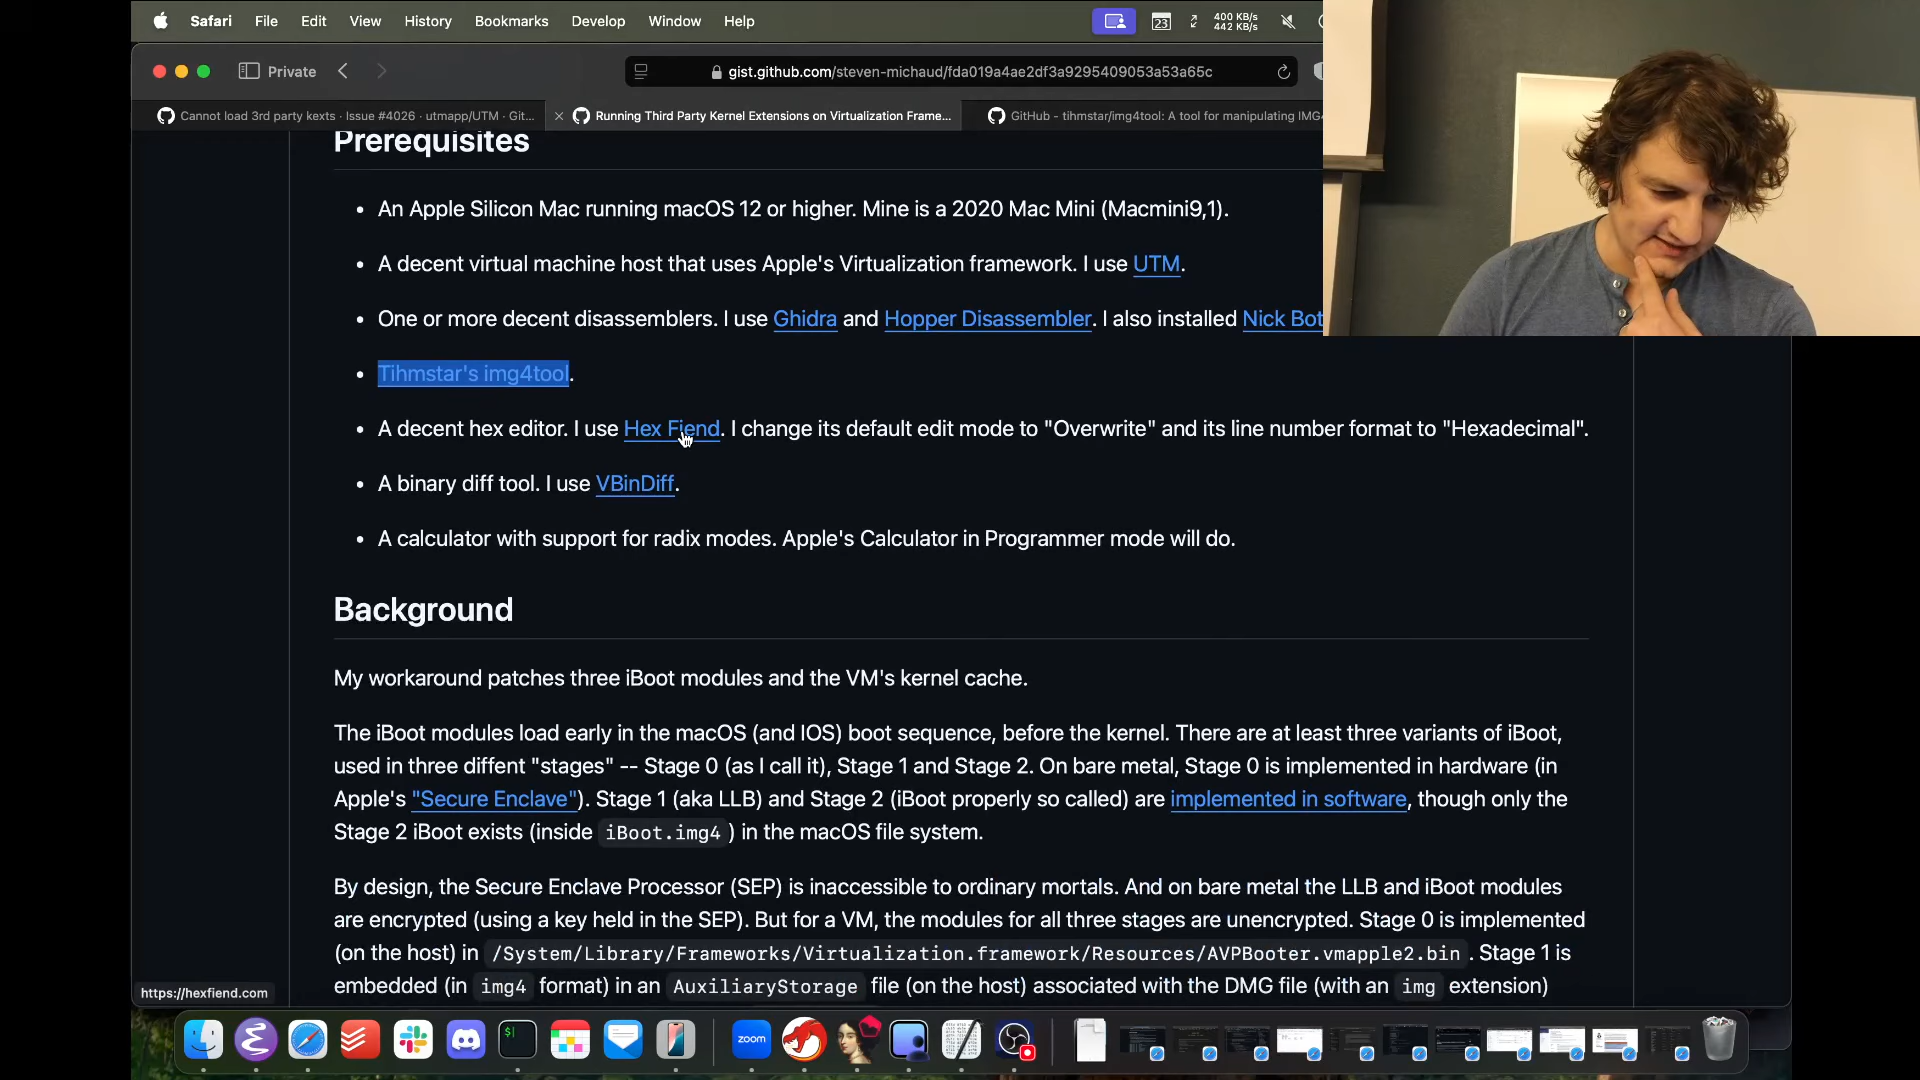 Safari File Edit View History Bookmarks Develop Window Help
23
400 KB/s
442 KB/s
Private
gist.github.com/steven-michaud/fda019a4ae2df3a9295409053a53a65c
Cannot load 3rd party kexts · Issue #4026 · utmapp/UTM · Git...
Running Third Party Kernel Extensions on Virtualization Frame...
GitHub - tihmstar/img4tool: A tool for manipulating IMG4
Prerequisites
• An Apple Silicon Mac running macOS 12 or higher. Mine is a 2020 Mac Mini (Macmini9,1).
• A decent virtual machine host that uses Apple's Virtualization framework. I use UTM.
• One or more decent disassemblers. I use Ghidra and Hopper Disassembler. I also installed Nick Bot
• Tihmstar's img4tool.
• A decent hex editor. I use Hex Fiend. I change its default edit mode to "Overwrite" and its line number format to "Hexadecimal".
• A binary diff tool. I use VBinDiff.
• A calculator with support for radix modes. Apple's Calculator in Programmer mode will do.
Background
My workaround patches three iBoot modules and the VM's kernel cache.
The iBoot modules load early in the macOS (and IOS) boot sequence, before the kernel. There are at least three variants of iBoot,
used in three diffent "stages" -- Stage 0 (as I call it), Stage 1 and Stage 2. On bare metal, Stage 0 is implemented in hardware (in
Apple's "Secure Enclave"). Stage 1 (aka LLB) and Stage 2 (iBoot properly so called) are implemented in software, though only the
Stage 2 iBoot exists (inside iBoot.img4 ) in the macOS file system.
By design, the Secure Enclave Processor (SEP) is inaccessible to ordinary mortals. And on bare metal the LLB and iBoot modules
are encrypted (using a key held in the SEP). But for a VM, the modules for all three stages are unencrypted. Stage 0 is implemented
(on the host) in /System/Library/Frameworks/Virtualization.framework/Resources/AVPBooter.vmapple2.bin . Stage 1 is
embedded (in img4 format) in an AuxiliaryStorage file (on the host) associated with the DMG file (with an img extension)
https://hexfiend.com
$
zoom